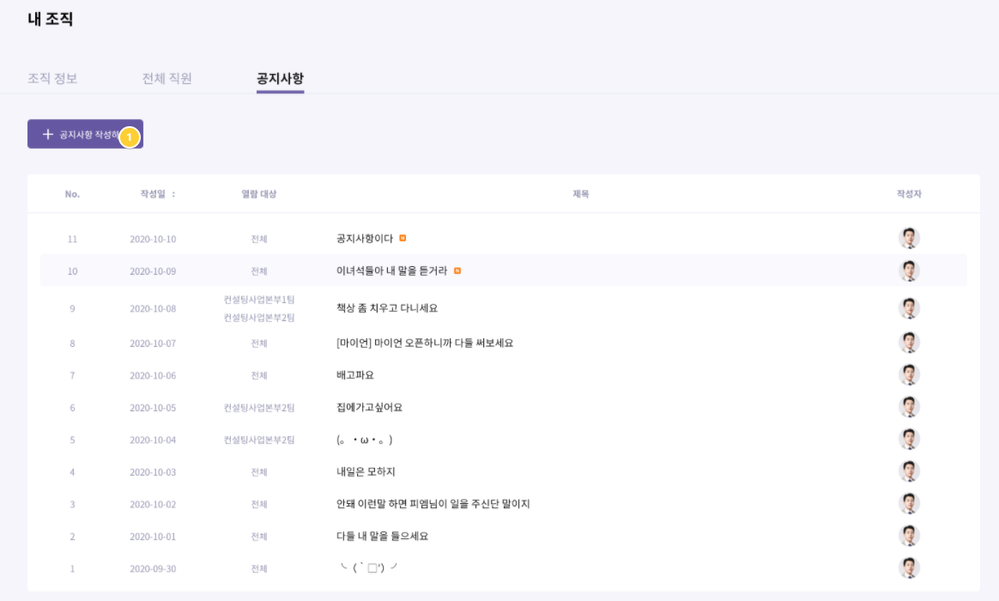 내 조직
조직 정보 전체 직원 공지사항
+ 공지사항 작성하 1
No. 작성일 : 열람 대상 제목 작성자
11 2020-10-10 전체 공지사항이다 N
10 2020-10-09 전체 이녀석들아 내 말을 듣거라 N
9 2020-10-08 컨설팅사업본부1팀 책상 좀 치우고 다니세요
컨설팅사업본부2팀
8 2020-10-07 전체 [마이언] 마이언 오픈하니까 다들 써보세요
7 2020-10-06 전체 배고파요
6 2020-10-05 컨설팅사업본부2팀 집에가고싶어요
5 2020-10-04 컨설팅사업본부2팀 (。・ω・。)
4 2020-10-03 전체 내일은 모하지
3 2020-10-02 전체 안돼 이런말 하면 피엠님이 일을 주신단 말이지
2 2020-10-01 전체 다들 내 말을 들으세요
1 2020-09-30 전체 ╰（‵□′）╯